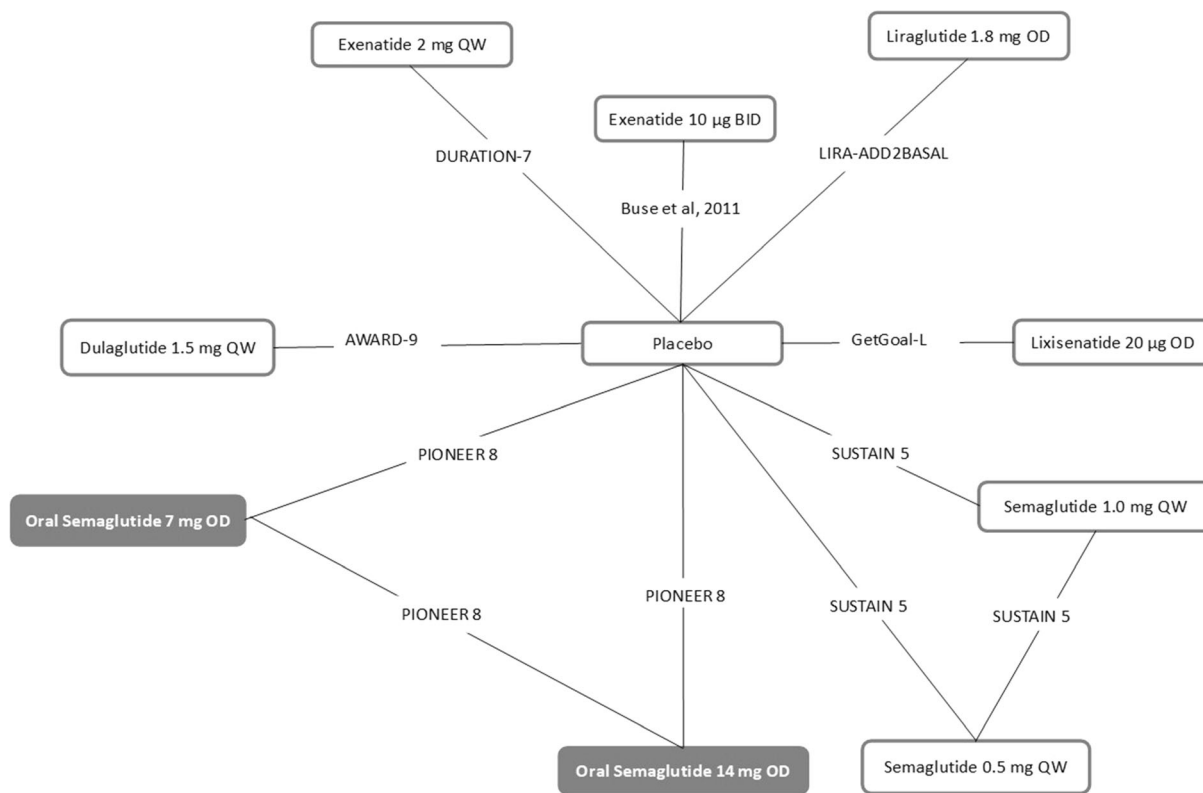 Exenatide 2 mg QW
Liraglutide 1.8 mg OD
Exenatide 10 µg BID
DURATION-7
LIRA-ADD2BASAL
Buse et al, 2011
Dulaglutide 1.5 mg QW
AWARD-9
Placebo
GetGoal-L
Lixisenatide 20 µg OD
PIONEER 8
SUSTAIN 5
Oral Semaglutide 7 mg OD
Semaglutide 1.0 mg QW
PIONEER 8
PIONEER 8
SUSTAIN 5
SUSTAIN 5
Oral Semaglutide 14 mg OD
Semaglutide 0.5 mg QW